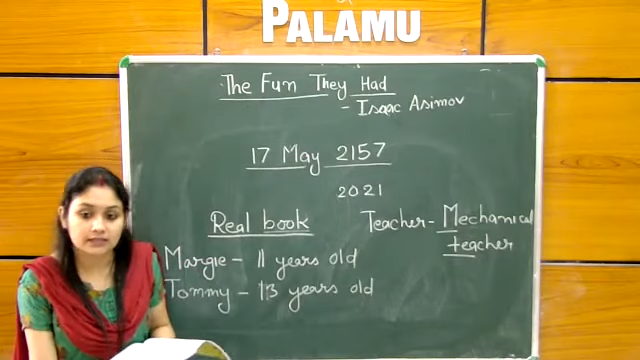 PALAMU
The Fun They Had
- Isaac Asimov
17 May 2157
2021
Real book
Teacher - Mechanical
teacher
Margie - 11 years old
Tommy - 13 years old